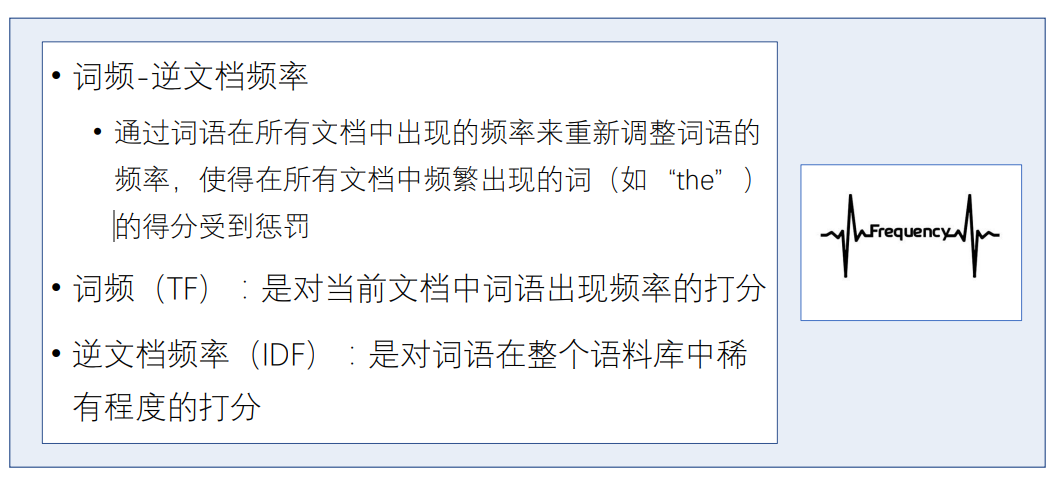 • 词频-逆文档频率
• 通过词语在所有文档中出现的频率来重新调整词语的
频率，使得在所有文档中频繁出现的词（如“the”）
的得分受到惩罚
• 词频（TF）：是对当前文档中词语出现频率的打分
• 逆文档频率（IDF）：是对词语在整个语料库中稀
有程度的打分
Frequency